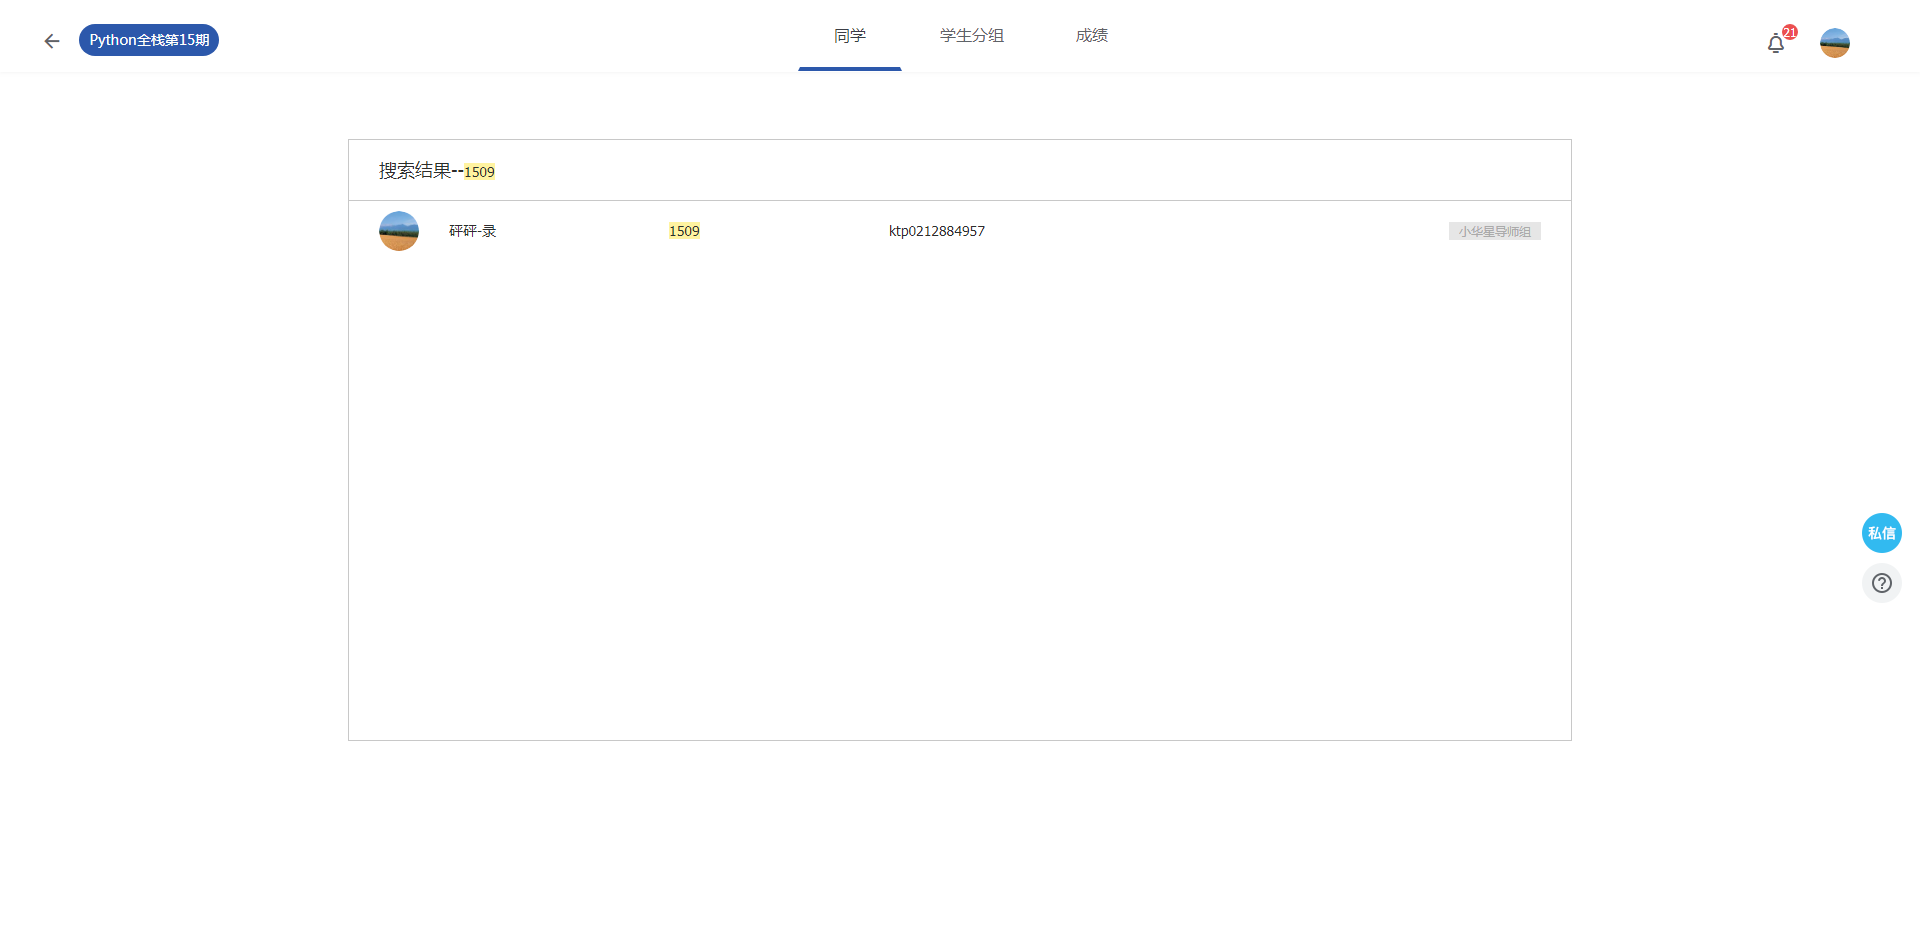 Python全栈第15期
同学
学生分组
成绩
21
搜索结果--1509
砰砰-录
1509
ktp0212884957
小华星导师组
私信
?